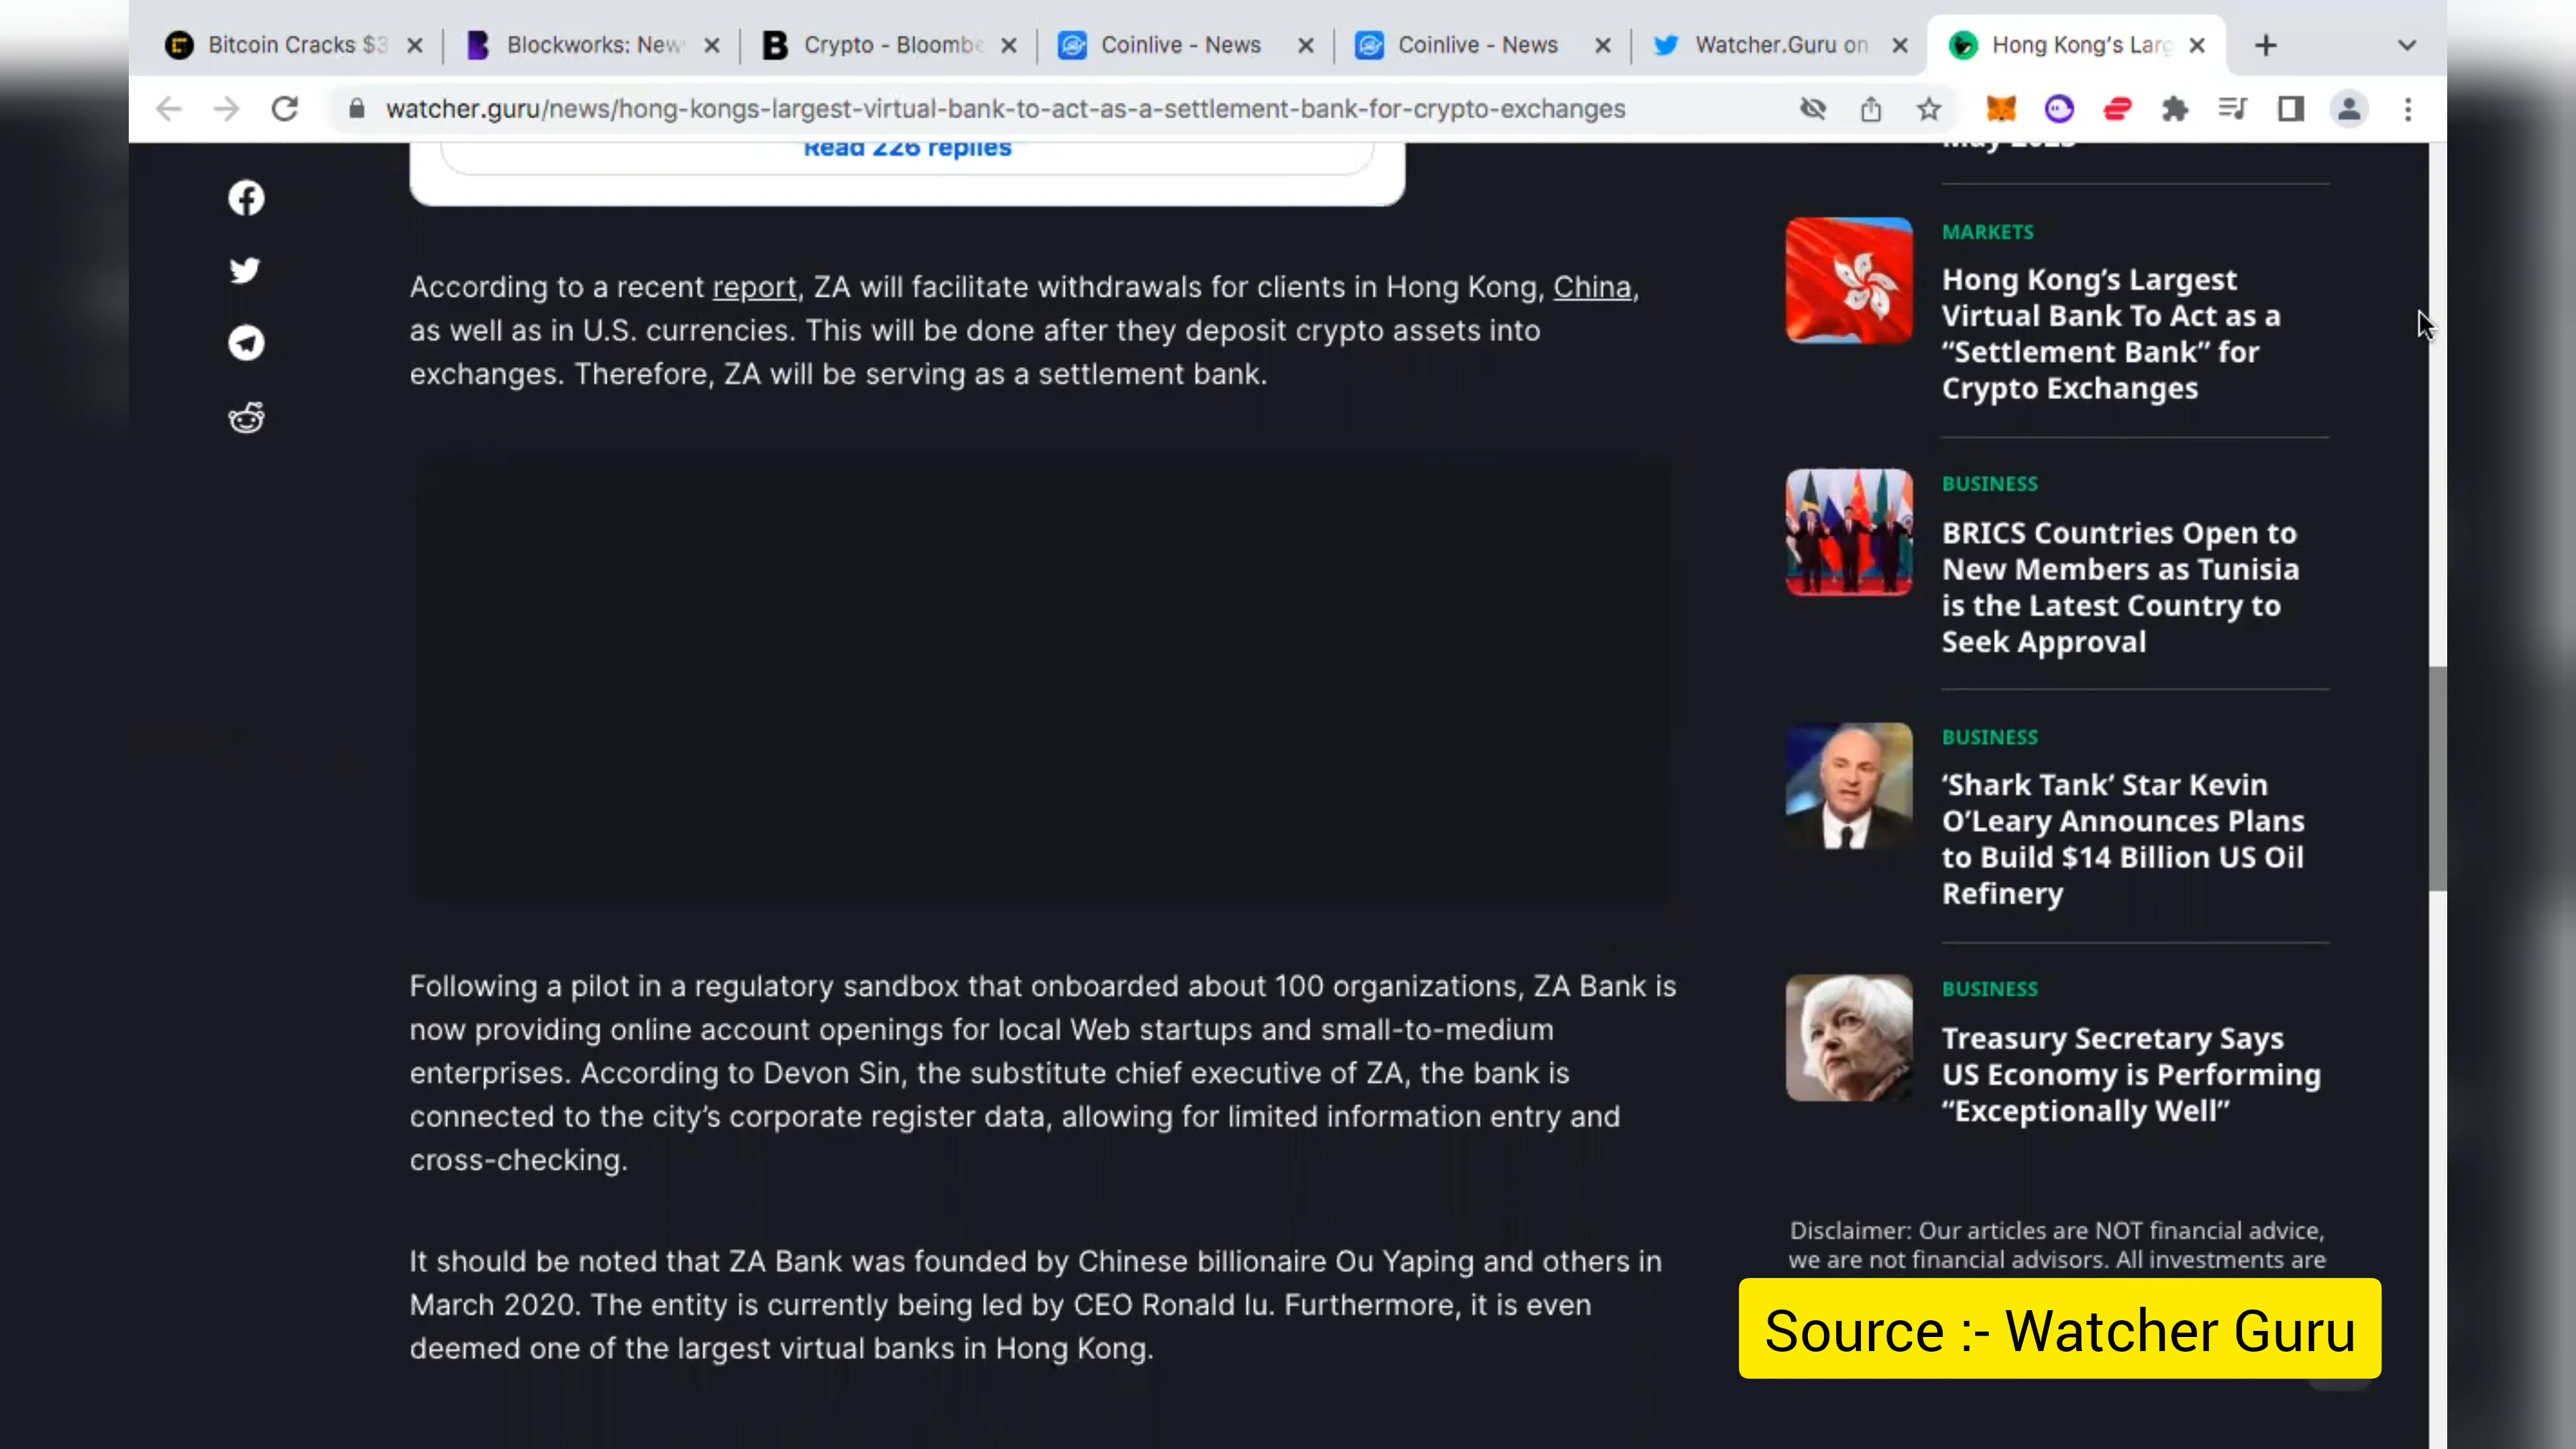 Bitcoin Cracks $3
Blockworks: New
Crypto - Bloombe
Coinlive - News
Coinlive - News
Watcher.Guru on
Hong Kong's Larg
watcher.guru/news/hong-kongs-largest-virtual-bank-to-act-as-a-settlement-bank-for-crypto-exchanges
Read 226 replies
According to a recent report, ZA will facilitate withdrawals for clients in Hong Kong, China,
as well as in U.S. currencies. This will be done after they deposit crypto assets into
exchanges. Therefore, ZA will be serving as a settlement bank.
Following a pilot in a regulatory sandbox that onboarded about 100 organizations, ZA Bank is
now providing online account openings for local Web startups and small-to-medium
enterprises. According to Devon Sin, the substitute chief executive of ZA, the bank is
connected to the city's corporate register data, allowing for limited information entry and
cross-checking.
It should be noted that ZA Bank was founded by Chinese billionaire Ou Yaping and others in
March 2020. The entity is currently being led by CEO Ronald Iu. Furthermore, it is even
deemed one of the largest virtual banks in Hong Kong.
May 2023
MARKETS
Hong Kong's Largest
Virtual Bank To Act as a
“Settlement Bank” for
Crypto Exchanges
BUSINESS
BRICS Countries Open to
New Members as Tunisia
is the Latest Country to
Seek Approval
BUSINESS
‘Shark Tank’ Star Kevin
O’Leary Announces Plans
to Build $14 Billion US Oil
Refinery
BUSINESS
Treasury Secretary Says
US Economy is Performing
“Exceptionally Well”
Disclaimer: Our articles are NOT financial advice,
we are not financial advisors. All investments are
Source :- Watcher Guru